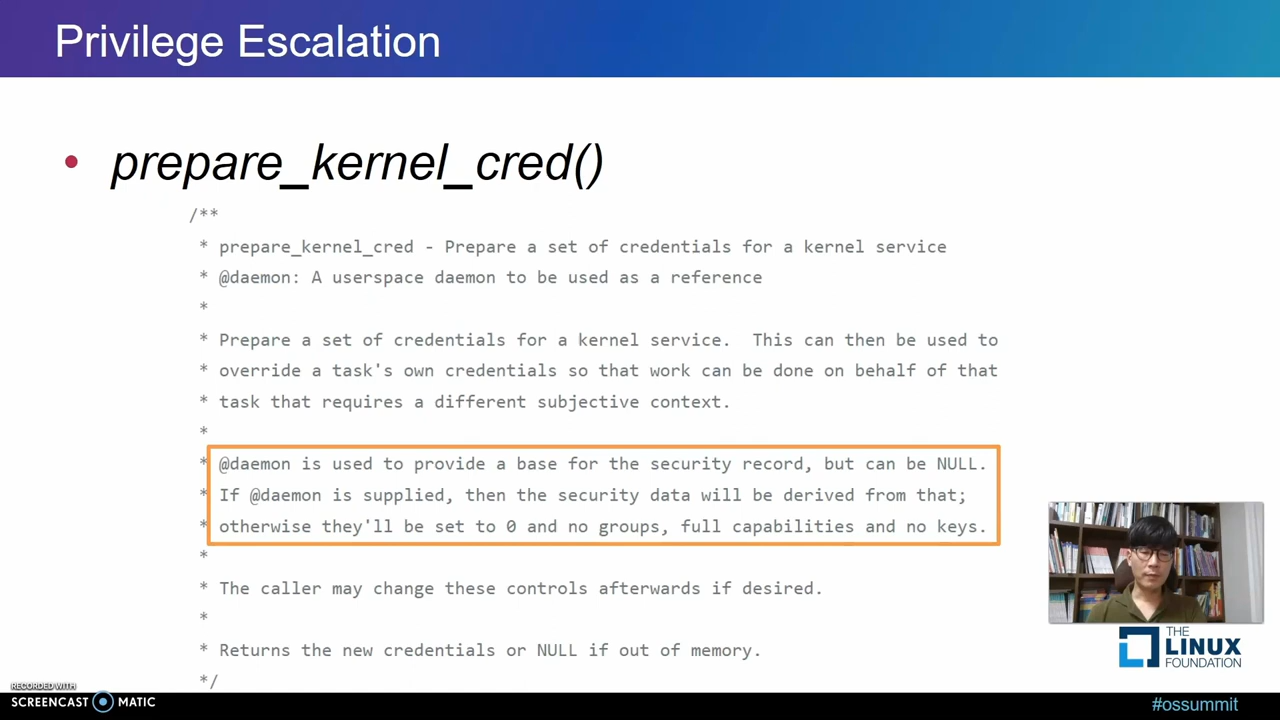 Privilege Escalation
• prepare_kernel_cred()
/**
* prepare_kernel_cred - Prepare a set of credentials for a kernel service
* @daemon: A userspace daemon to be used as a reference
*
* Prepare a set of credentials for a kernel service.  This can then be used to
* override a task's own credentials so that work can be done on behalf of that
* task that requires a different subjective context.
*
* @daemon is used to provide a base for the security record, but can be NULL.
* If @daemon is supplied, then the security data will be derived from that;
* otherwise they'll be set to 0 and no groups, full capabilities and no keys.
*
* The caller may change these controls afterwards if desired.
*
* Returns the new credentials or NULL if out of memory.
*/
THE
LINUX
FOUNDATION
RECORDED WITH
SCREENCAST MATIC
#ossummit